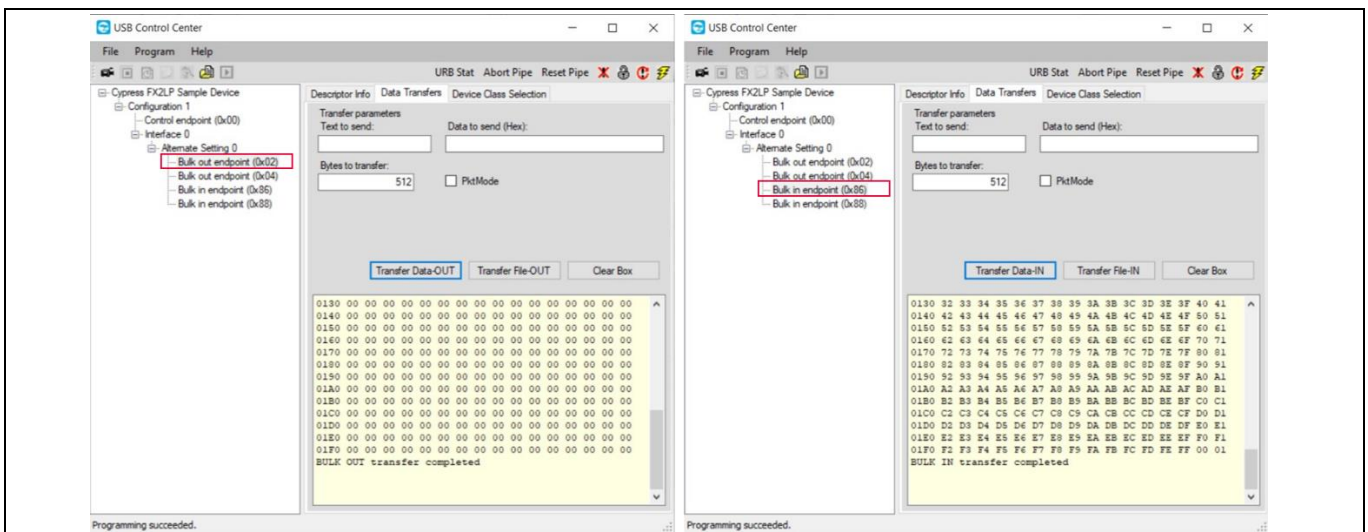 USB Control Center
File Program Help
URB Stat Abort Pipe Reset Pipe
Cypress FX2LP Sample Device
Configuration 1
Control endpoint (0x00)
Interface 0
Alternate Setting 0
Bulk out endpoint (0x02)
Bulk out endpoint (0x04)
Bulk in endpoint (0x86)
Bulk in endpoint (0x88)
Descriptor Info Data Transfers Device Class Selection
Transfer parameters
Text to send: Data to send (Hex):
Bytes to transfer:
512 PktMode
Transfer Data-OUT Transfer File-OUT Clear Box
0130 00 00 00 00 00 00 00 00 00 00 00 00 00 00 00 00
0140 00 00 00 00 00 00 00 00 00 00 00 00 00 00 00 00
0150 00 00 00 00 00 00 00 00 00 00 00 00 00 00 00 00
0160 00 00 00 00 00 00 00 00 00 00 00 00 00 00 00 00
0170 00 00 00 00 00 00 00 00 00 00 00 00 00 00 00 00
0180 00 00 00 00 00 00 00 00 00 00 00 00 00 00 00 00
0190 00 00 00 00 00 00 00 00 00 00 00 00 00 00 00 00
01A0 00 00 00 00 00 00 00 00 00 00 00 00 00 00 00 00
01B0 00 00 00 00 00 00 00 00 00 00 00 00 00 00 00 00
01C0 00 00 00 00 00 00 00 00 00 00 00 00 00 00 00 00
01D0 00 00 00 00 00 00 00 00 00 00 00 00 00 00 00 00
01E0 00 00 00 00 00 00 00 00 00 00 00 00 00 00 00 00
01F0 00 00 00 00 00 00 00 00 00 00 00 00 00 00 00 00
BULK OUT transfer completed
Programming succeeded.
USB Control Center
File Program Help
URB Stat Abort Pipe Reset Pipe
Cypress FX2LP Sample Device
Configuration 1
Control endpoint (0x00)
Interface 0
Alternate Setting 0
Bulk out endpoint (0x02)
Bulk out endpoint (0x04)
Bulk in endpoint (0x86)
Bulk in endpoint (0x88)
Descriptor Info Data Transfers Device Class Selection
Transfer parameters
Text to send: Data to send (Hex):
Bytes to transfer:
512 PktMode
Transfer Data-IN Transfer File-IN Clear Box
0130 32 33 34 35 36 37 38 39 3A 3B 3C 3D 3E 3F 40 41
0140 42 43 44 45 46 47 48 49 4A 4B 4C 4D 4E 4F 50 51
0150 52 53 54 55 56 57 58 59 5A 5B 5C 5D 5E 5F 60 61
0160 62 63 64 65 66 67 68 69 6A 6B 6C 6D 6E 6F 70 71
0170 72 73 74 75 76 77 78 79 7A 7B 7C 7D 7E 7F 80 81
0180 82 83 84 85 86 87 88 89 8A 8B 8C 8D 8E 8F 90 91
0190 92 93 94 95 96 97 98 99 9A 9B 9C 9D 9E 9F A0 A1
01A0 A2 A3 A4 A5 A6 A7 A8 A9 AA AB AC AD AE AF B0 B1
01B0 B2 B3 B4 B5 B6 B7 B8 B9 BA BB BC BD BE BF C0 C1
01C0 C2 C3 C4 C5 C6 C7 C8 C9 CA CB CC CD CE CF D0 D1
01D0 D2 D3 D4 D5 D6 D7 D8 D9 DA DB DC DD DE DF E0 E1
01E0 E2 E3 E4 E5 E6 E7 E8 E9 EA EB EC ED EE EF F0 F1
01F0 F2 F3 F4 F5 F6 F7 F8 F9 FA FB FC FD FE FF 00 01
BULK IN transfer completed
Programming succeeded.